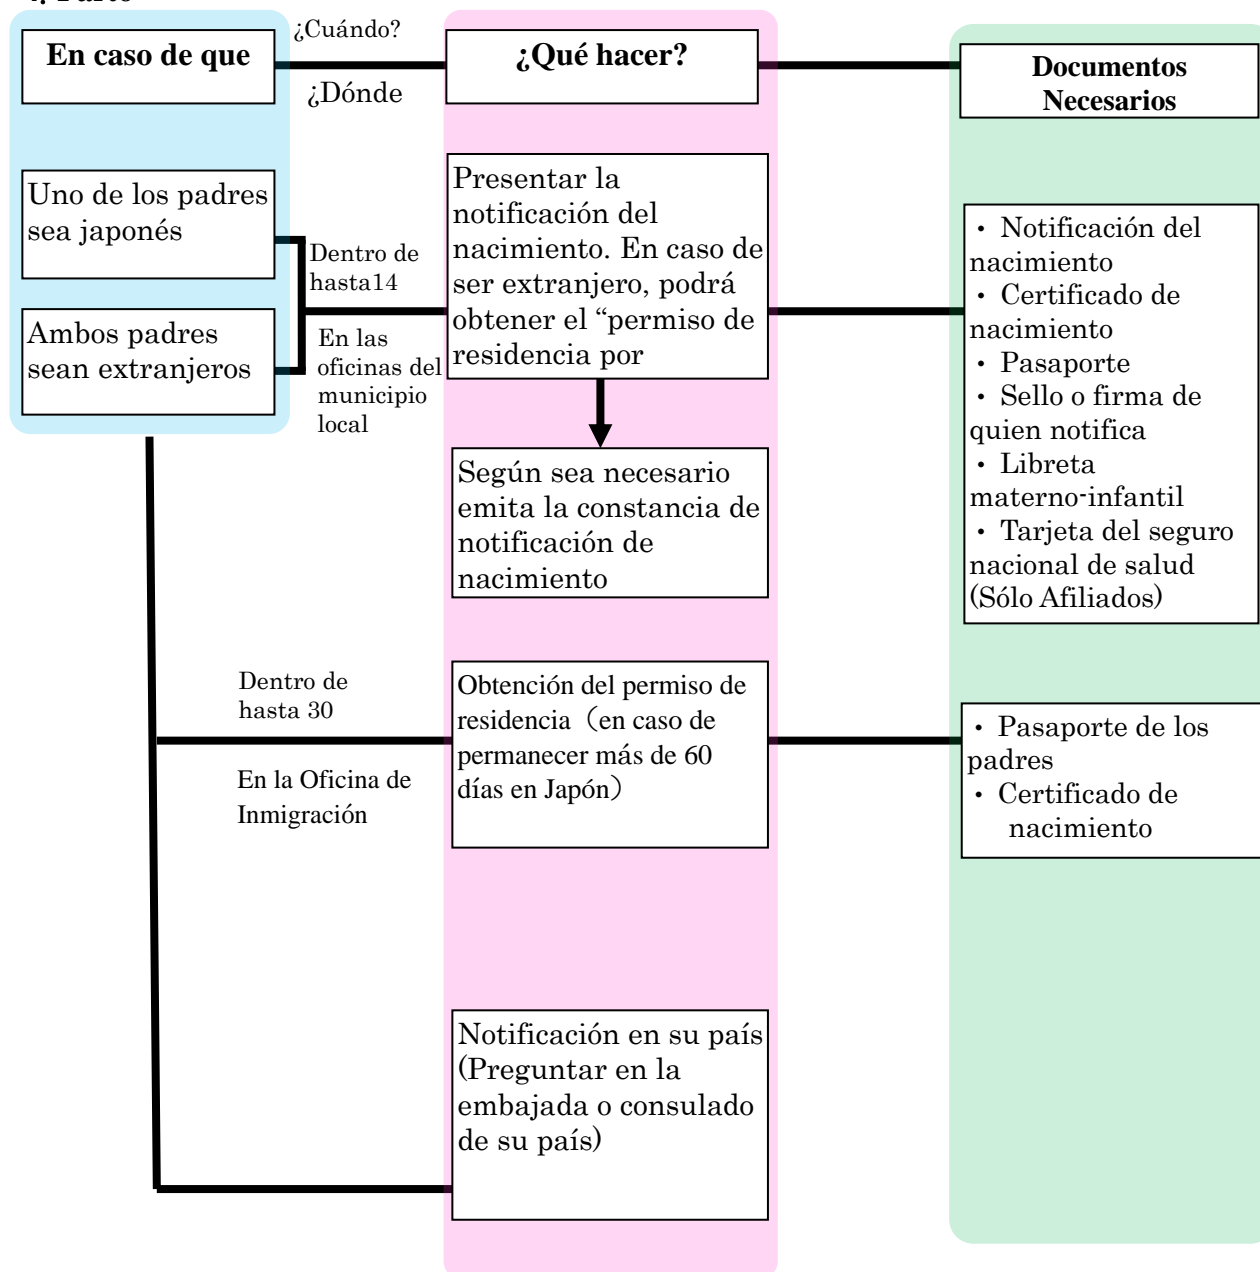 4. Parto
En caso de que
¿Cuándo?
¿Dónde
¿Qué hacer?
Documentos
Necesarios
Uno de los padres
sea japonés
Ambos padres
sean extranjeros
Dentro de
hasta14
En las
oficinas del
municipio
local
Presentar la
notificación del
nacimiento. En caso de
ser extranjero, podrá
obtener el “permiso de
residencia por
・ Notificación del
nacimiento
・ Certificado de
nacimiento
・ Pasaporte
・ Sello o firma de
quien notifica
・ Libreta
materno-infantil
・ Tarjeta del seguro
nacional de salud
(Sólo Afiliados)
Según sea necesario
emita la constancia de
notificación de
nacimiento
Dentro de
hasta 30
En la Oficina de
Inmigración
Obtención del permiso de
residencia（en caso de
permanecer más de 60
días en Japón）
・ Pasaporte de los
padres
・ Certificado de
nacimiento
Notificación en su país
(Preguntar en la
embajada o consulado
de su país)